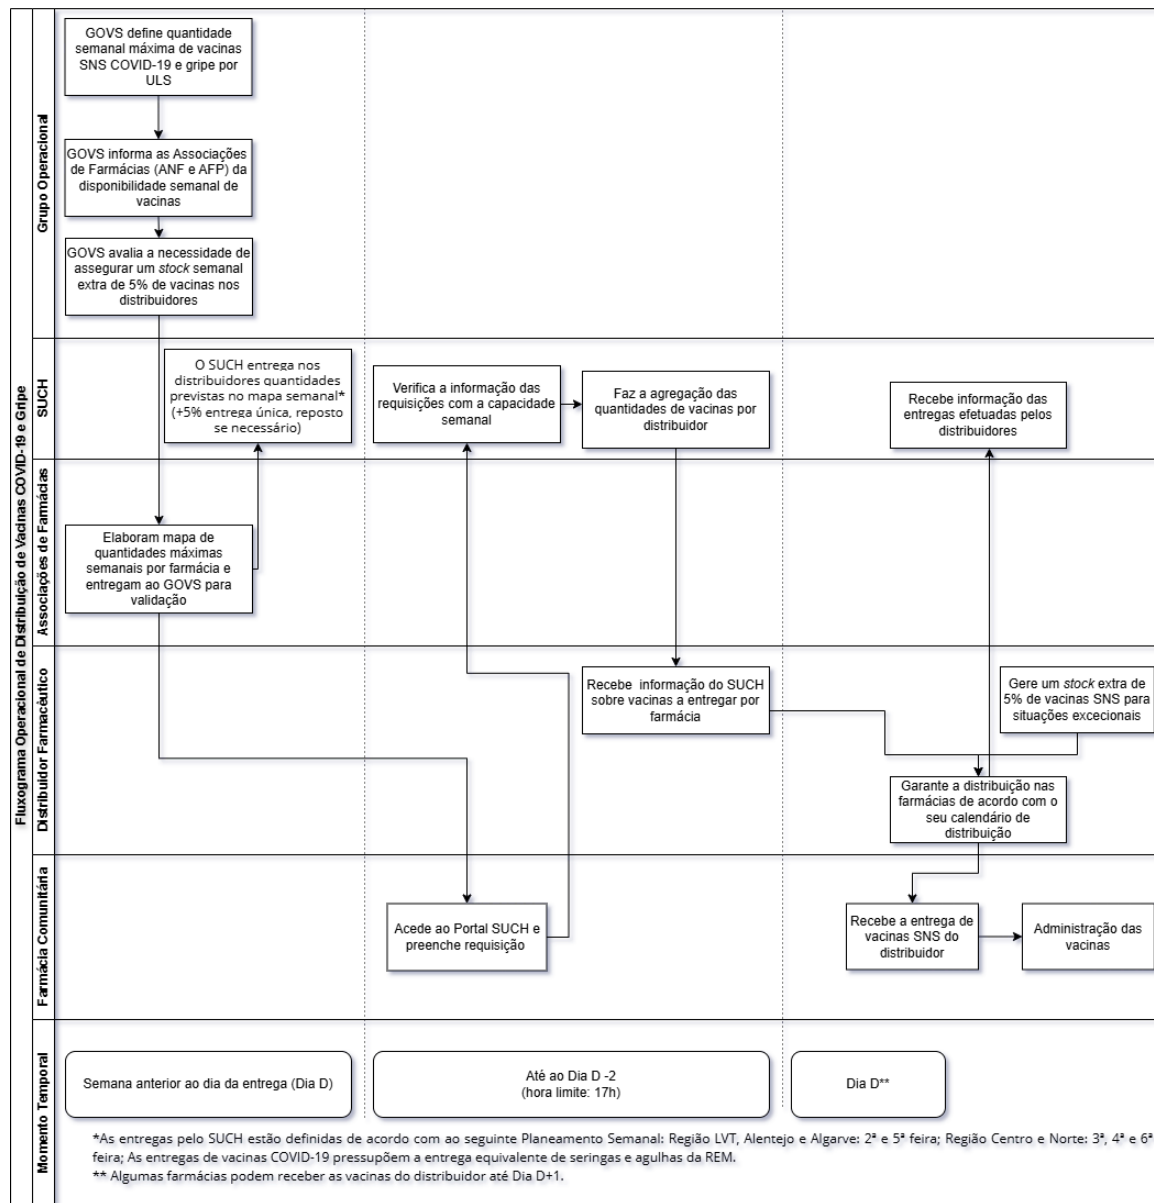 Fluxograma Operacional de Distribuição de Vacinas COVID-19 e Gripe
Grupo Operacional
GOVS define quantidade
semanal máxima de vacinas
SNS COVID-19 e gripe por
ULS
GOVS informa as Associações
de Farmácias (ANF e AFP) da
disponibilidade semanal de
vacinas
GOVS avalia a necessidade de
assegurar um stock semanal
extra de 5% de vacinas nos
distribuidores
SUCH
O SUCH entrega nos
distribuidores quantidades
previstas no mapa semanal*
(+5% entrega única, reposto
se necessário)
Verifica a informação das
requisições com a capacidade
semanal
Faz a agregação das
quantidades de vacinas por
distribuidor
Recebe informação das
entregas efetuadas pelos
distribuidores
Associações de Farmácias
Elaboram mapa de
quantidades máximas
semanais por farmácia e
entregam ao GOVS para
validação
Distribuidor Farmacêutico
Recebe informação do SUCH
sobre vacinas a entregar por
farmácia
Gere um stock extra de
5% de vacinas SNS para
situações excecionais
Garante a distribuição nas
farmácias de acordo com o
seu calendário de
distribuição
Farmácia Comunitária
Acede ao Portal SUCH e
preenche requisição
Recebe a entrega de
vacinas SNS do
distribuidor
Administração das
vacinas
Momento Temporal
Semana anterior ao dia da entrega (Dia D)
Até ao Dia D -2
(hora limite: 17h)
Dia D**
*As entregas pelo SUCH estão definidas de acordo com ao seguinte Planeamento Semanal: Região LVT, Alentejo e Algarve: 2ª e 5ª feira; Região Centro e Norte: 3ª, 4ª e 6ª
feira; As entregas de vacinas COVID-19 pressupõem a entrega equivalente de seringas e agulhas da REM.
** Algumas farmácias podem receber as vacinas do distribuidor até Dia D+1.